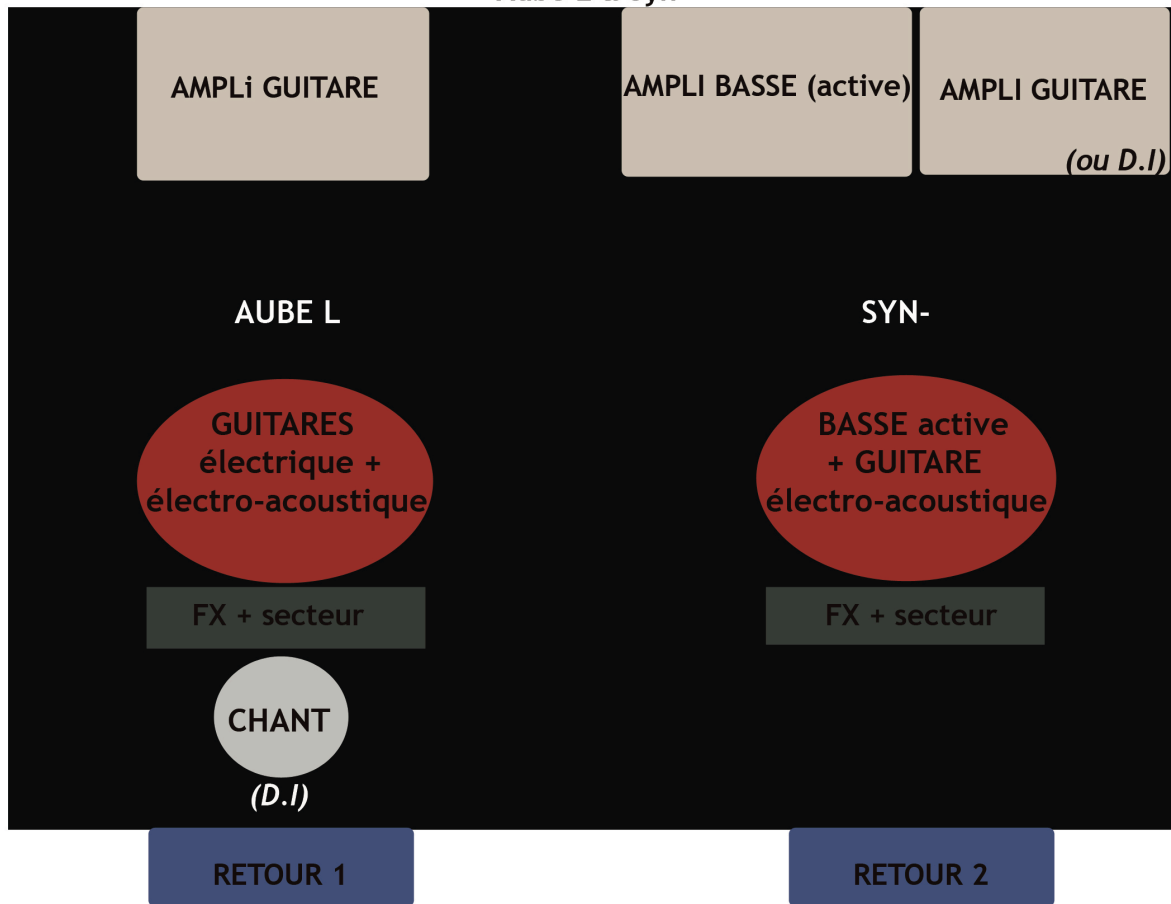 AMPLi GUITARE
AMPLI BASSE (active)
AMPLI GUITARE
(ou D.I)
AUBE L
SYN-
GUITARES
électrique +
électro-acoustique
BASSE active
+ GUITARE
électro-acoustique
FX + secteur
FX + secteur
CHANT
(D.I)
RETOUR 1
RETOUR 2